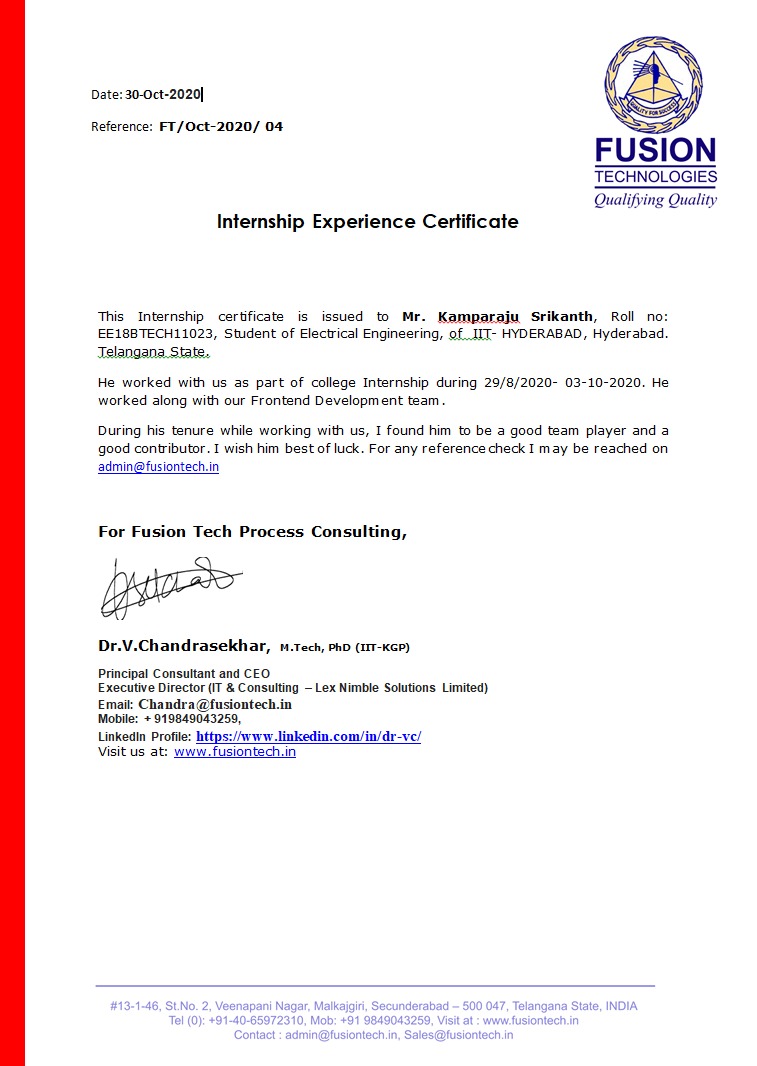 Date: 30-Oct-2020
Reference: FT/Oct-2020/ 04
QUALITY FOR SUCCESS
FUSION
TECHNOLOGIES
Qualifying Quality
Internship Experience Certificate
This Internship certificate is issued to Mr. Kamparaju Srikanth, Roll no:
EE18BTECH11023, Student of Electrical Engineering, of IIT- HYDERABAD, Hyderabad.
Telangana State.
He worked with us as part of college Internship during 29/8/2020- 03-10-2020. He
worked along with our Frontend Development team.
During his tenure while working with us, I found him to be a good team player and a
good contributor. I wish him best of luck. For any reference check I may be reached on
admin@fusiontech.in
For Fusion Tech Process Consulting,
Dr.V.Chandrasekhar, M.Tech, PhD (IIT-KGP)
Principal Consultant and CEO
Executive Director (IT & Consulting – Lex Nimble Solutions Limited)
Email: Chandra@fusiontech.in
Mobile: + 919849043259,
LinkedIn Profile: https://www.linkedin.com/in/dr-vc/
Visit us at: www.fusiontech.in
#13-1-46, St.No. 2, Veenapani Nagar, Malkajgiri, Secunderabad – 500 047, Telangana State, INDIA
Tel (0): +91-40-65972310, Mob: +91 9849043259, Visit at : www.fusiontech.in
Contact : admin@fusiontech.in, Sales@fusiontech.in